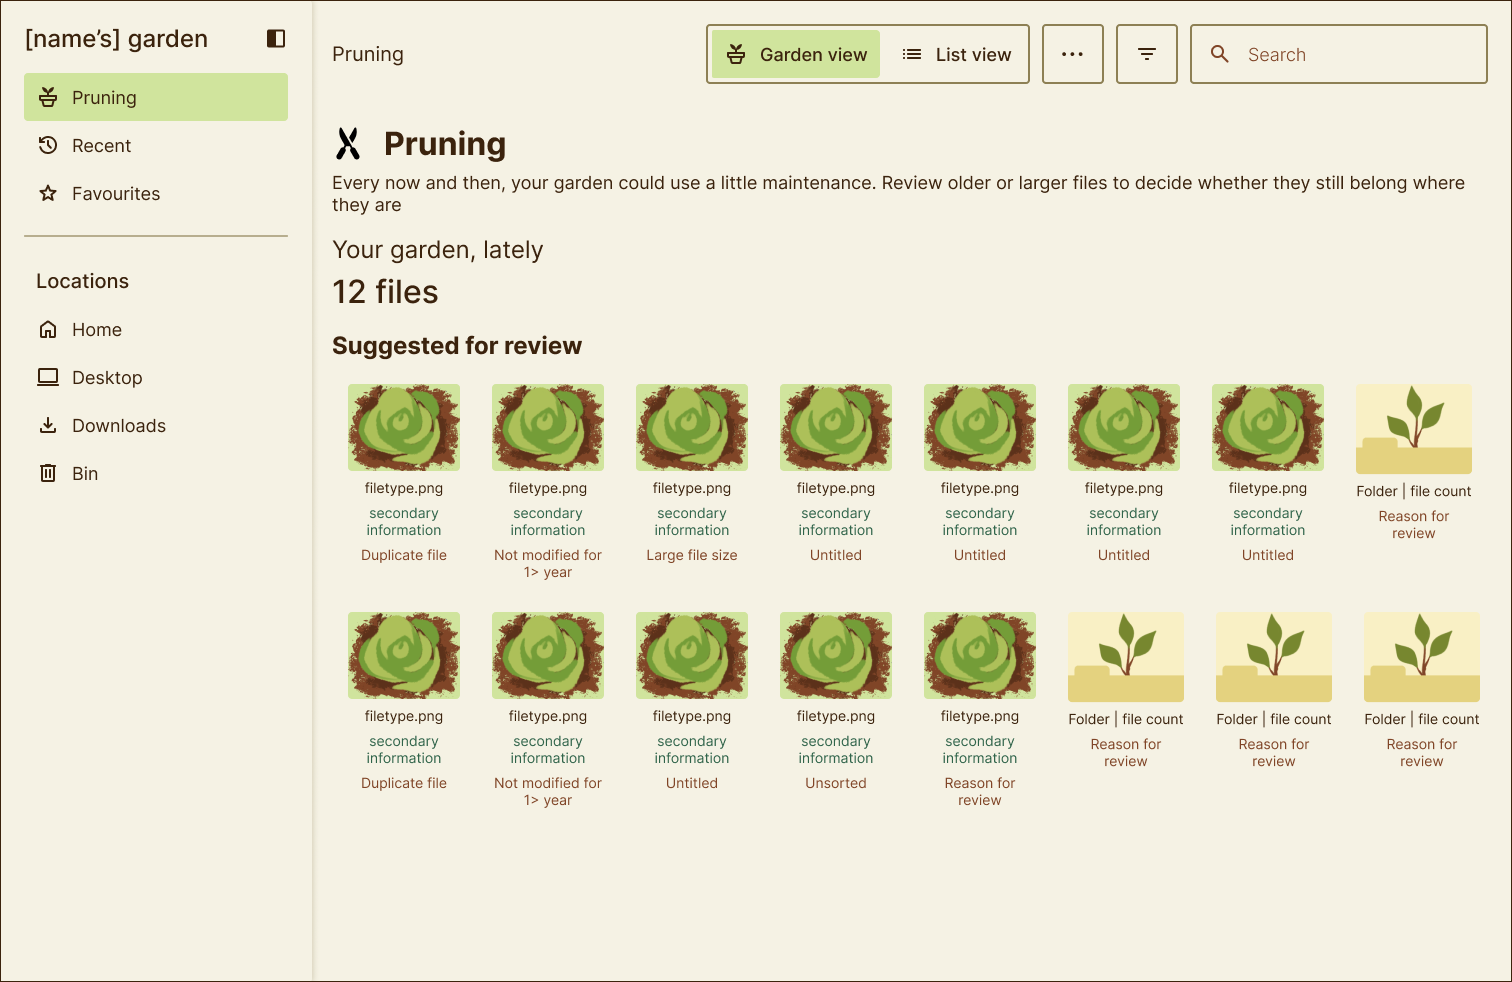 [name’s] garden
Pruning
Recent
Favourites
Locations
Home
Desktop
Downloads
Bin
Pruning
Garden view
List view
Search
Pruning
Every now and then, your garden could use a little maintenance. Review older or larger files to decide whether they still belong where
they are
Your garden, lately
12 files
Suggested for review
filetype.png
secondary
information
Duplicate file
filetype.png
secondary
information
Not modified for
1> year
filetype.png
secondary
information
Large file size
filetype.png
secondary
information
Untitled
filetype.png
secondary
information
Untitled
filetype.png
secondary
information
Untitled
filetype.png
secondary
information
Untitled
Folder | file count
Reason for
review
filetype.png
secondary
information
Duplicate file
filetype.png
secondary
information
Not modified for
1> year
filetype.png
secondary
information
Untitled
filetype.png
secondary
information
Unsorted
filetype.png
secondary
information
Reason for
review
Folder | file count
Reason for
review
Folder | file count
Reason for
review
Folder | file count
Reason for
review